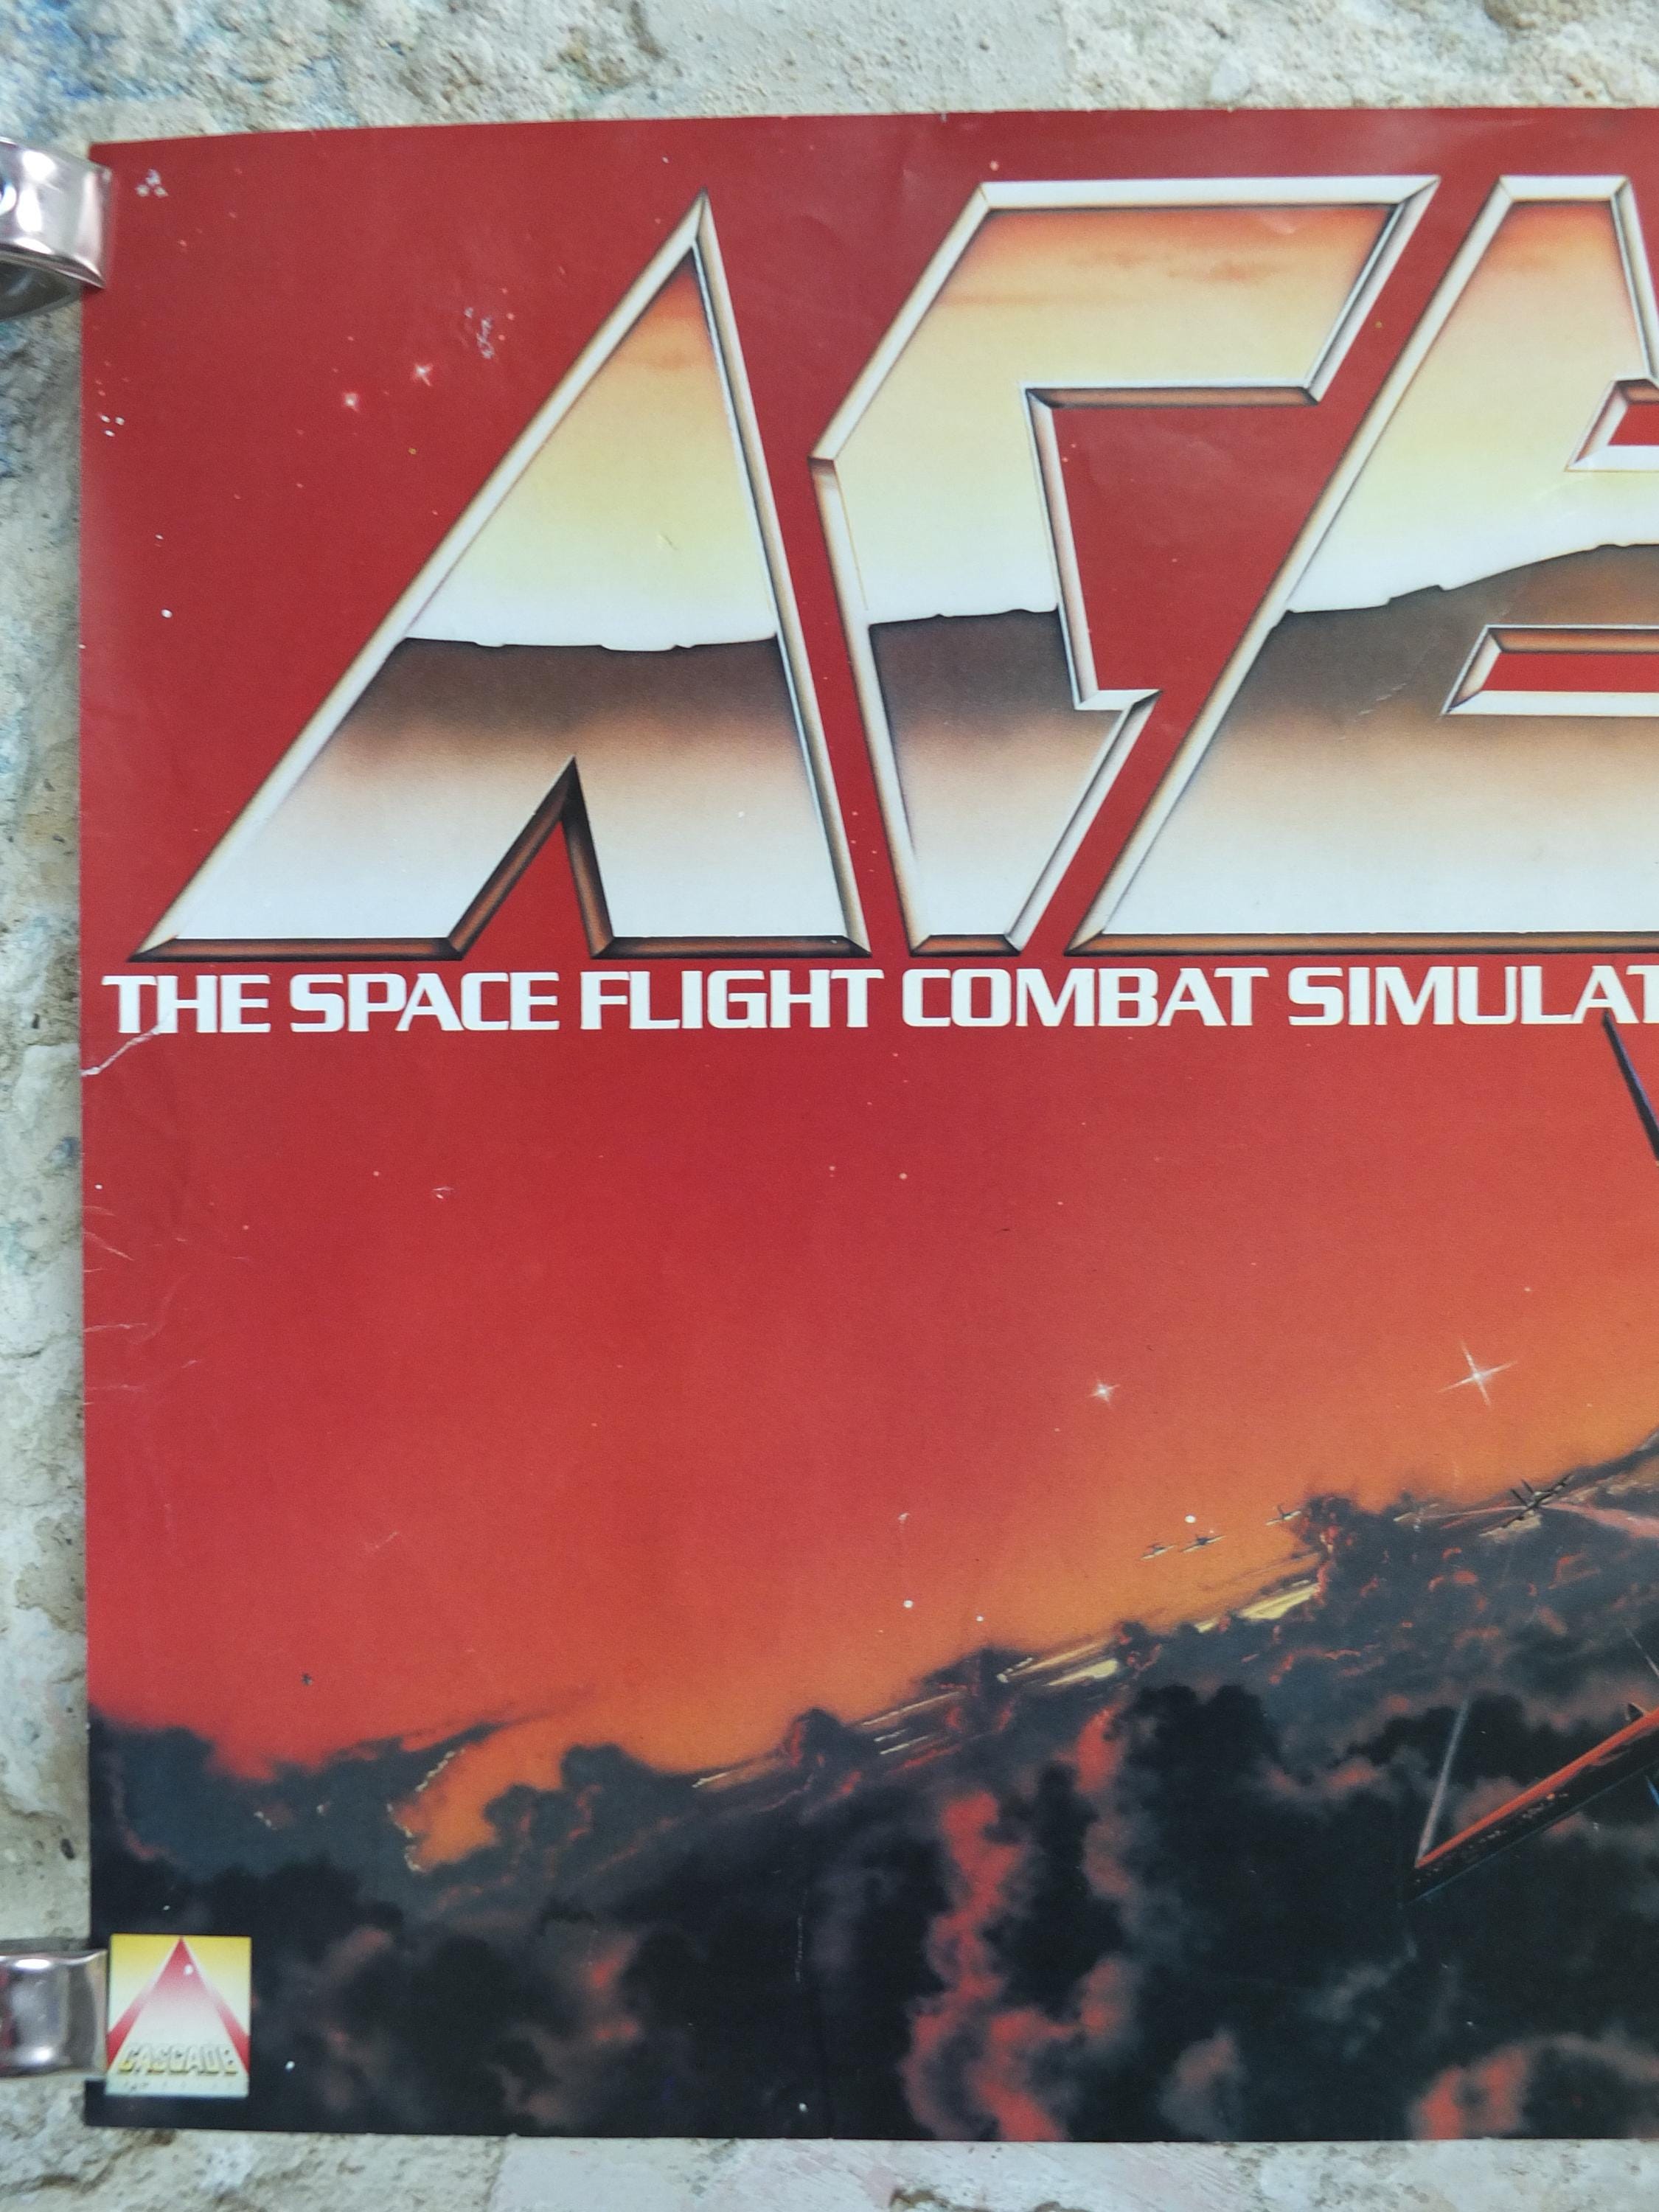 ACE
THE SPACE FLIGHT COMBAT SIMULAT
CASCADE